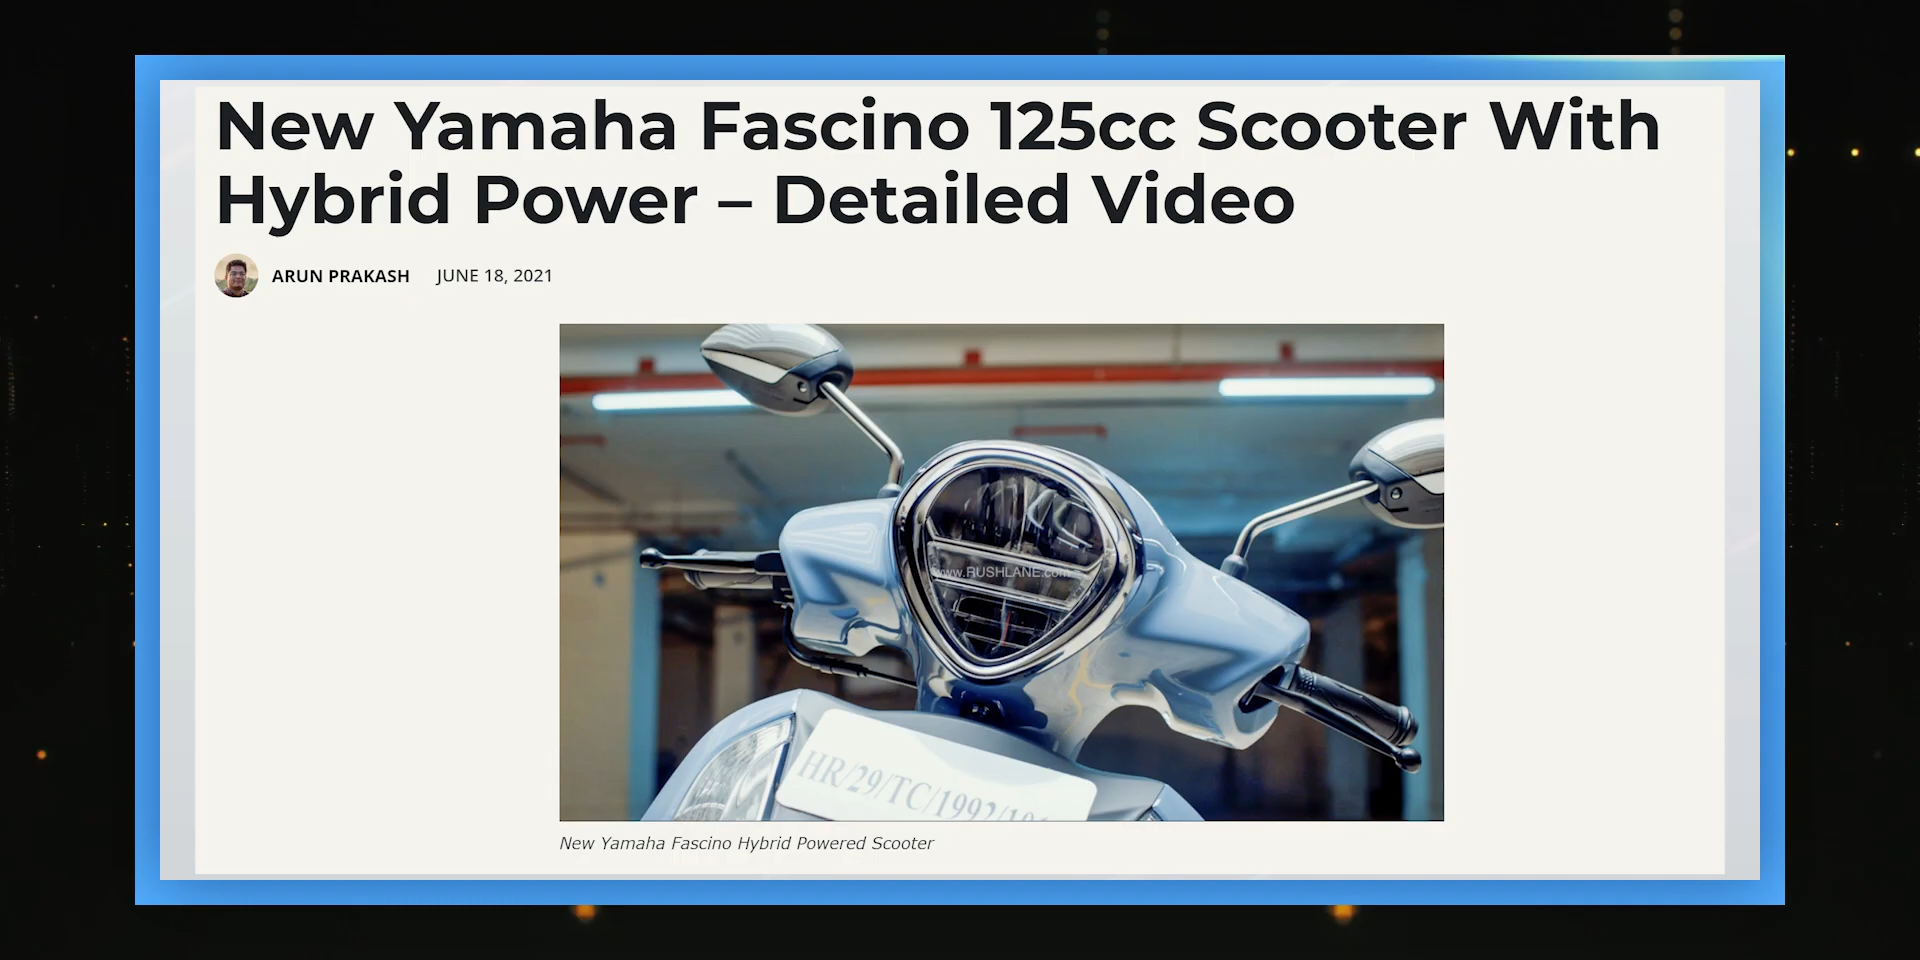 New Yamaha Fascino 125cc Scooter With
Hybrid Power – Detailed Video
ARUN PRAKASH JUNE 18, 2021
www.RUSHLANE.com
HR/29/TC/1992/
New Yamaha Fascino Hybrid Powered Scooter